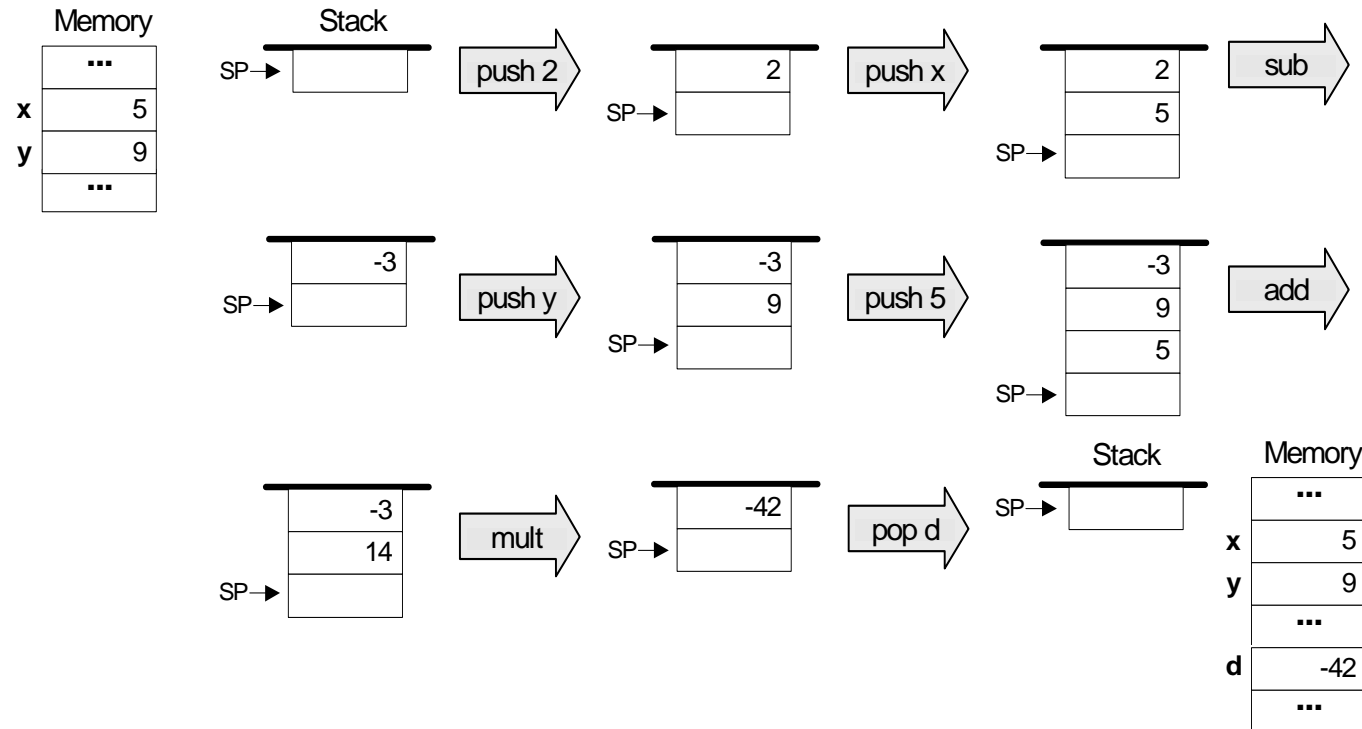 Memory
...
x 5
y 9
...
Stack
SP
push 2
2
SP
push x
2
5
SP
sub
-3
SP
push y
-3
9
SP
push 5
-3
9
5
SP
add
-3
14
SP
mult
-42
SP
pop d
Stack
SP
Memory
...
x 5
y 9
...
d -42
...